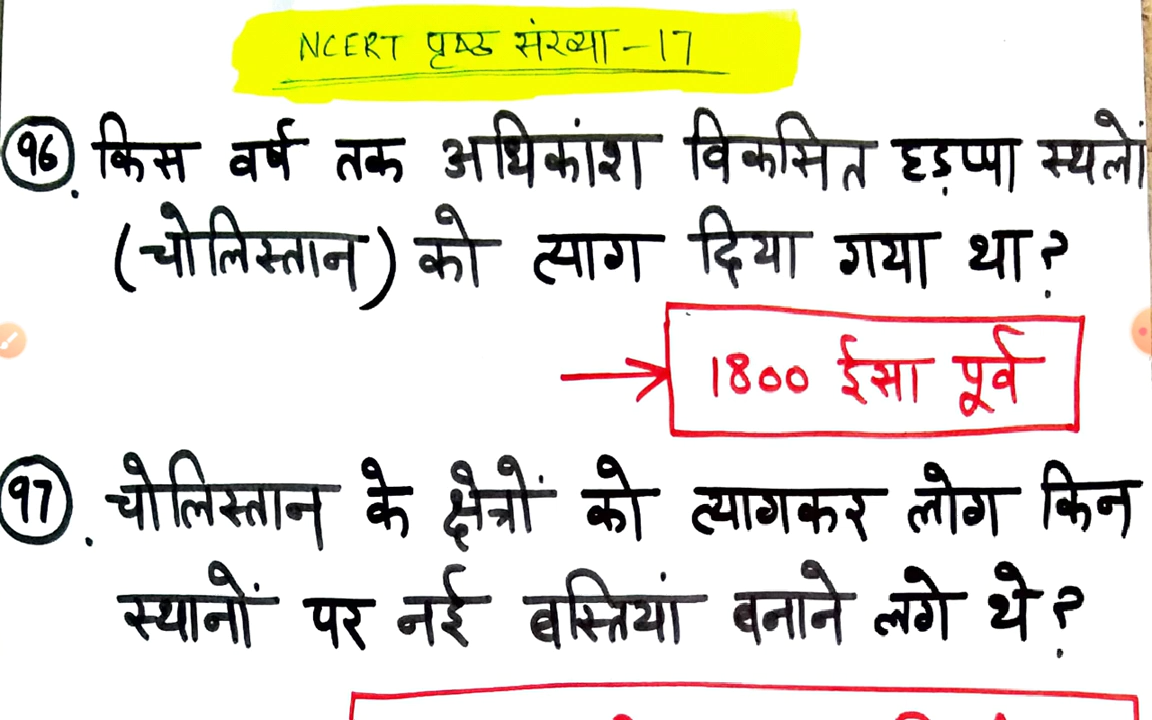 NCERT पृष्ठ संख्या - 17
96. किस वर्ष तक अधिकांश विकसित हड़प्पा स्थलों
(चोलिस्तान) को त्याग दिया गया था?
→ 1800 ईसा पूर्व
97. चोलिस्तान के क्षेत्रों को त्यागकर लोग किन
स्थानों पर नई बस्तियां बनाने लगे थे?